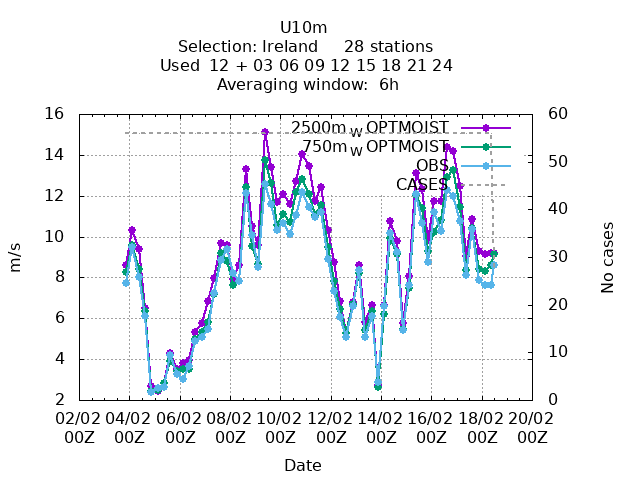 U10m
Selection: Ireland 28 stations
Used 12 + 03 06 09 12 15 18 21 24
Averaging window: 6h
16 60
2500m_W OPTMOIST
14 50
750m_W OPTMOIST
OBS
CASES
12 40
10 30
8
6 20
4 10
2 0
m/s
No cases
02/02 04/02 06/02 08/02 10/02 12/02 14/02 16/02 18/02 20/02
00Z 00Z 00Z 00Z 00Z 00Z 00Z 00Z 00Z 00Z
Date